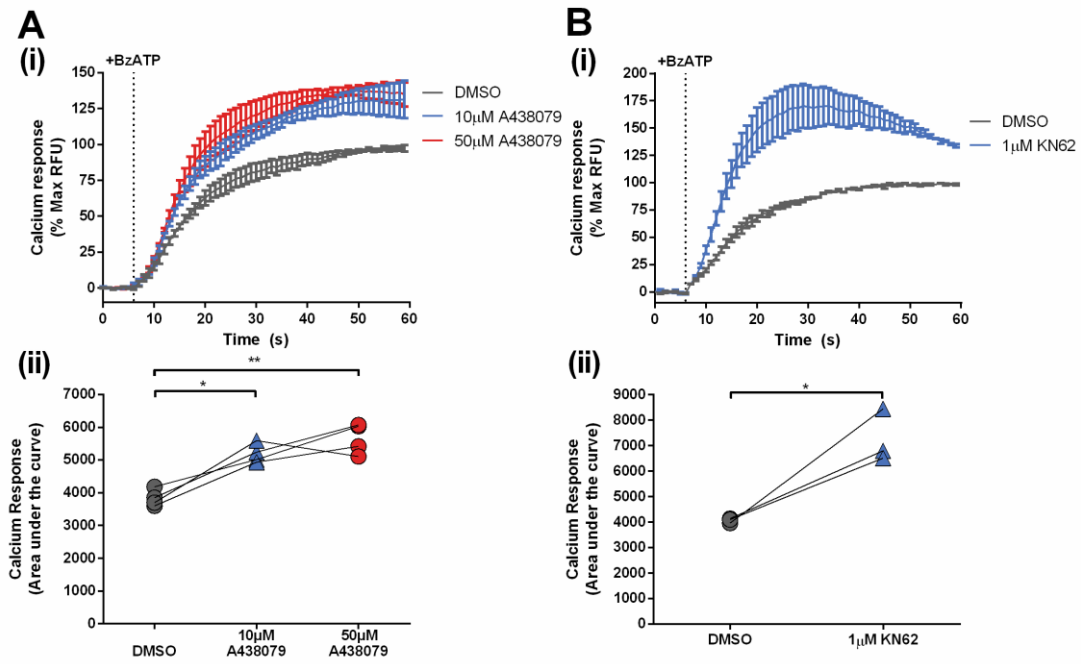 A
(i)
+BzATP
Calcium response
(% Max RFU)
150
125
100
75
50
25
0
0 10 20 30 40 50 60
Time (s)
DMSO
10µM A438079
50µM A438079
(ii)
**
*
Calcium Response
(Area under the curve)
7000
6000
5000
4000
3000
2000
1000
0
DMSO
10µM
A438079
50µM
A438079
B
(i)
+BzATP
Calcium response
(% Max RFU)
200
175
150
125
100
75
50
25
0
0 10 20 30 40 50 60
Time (s)
DMSO
1µM KN62
(ii)
*
Calcium Response
(Area under the curve)
9000
8000
7000
6000
5000
4000
3000
2000
1000
0
DMSO
1µM KN62